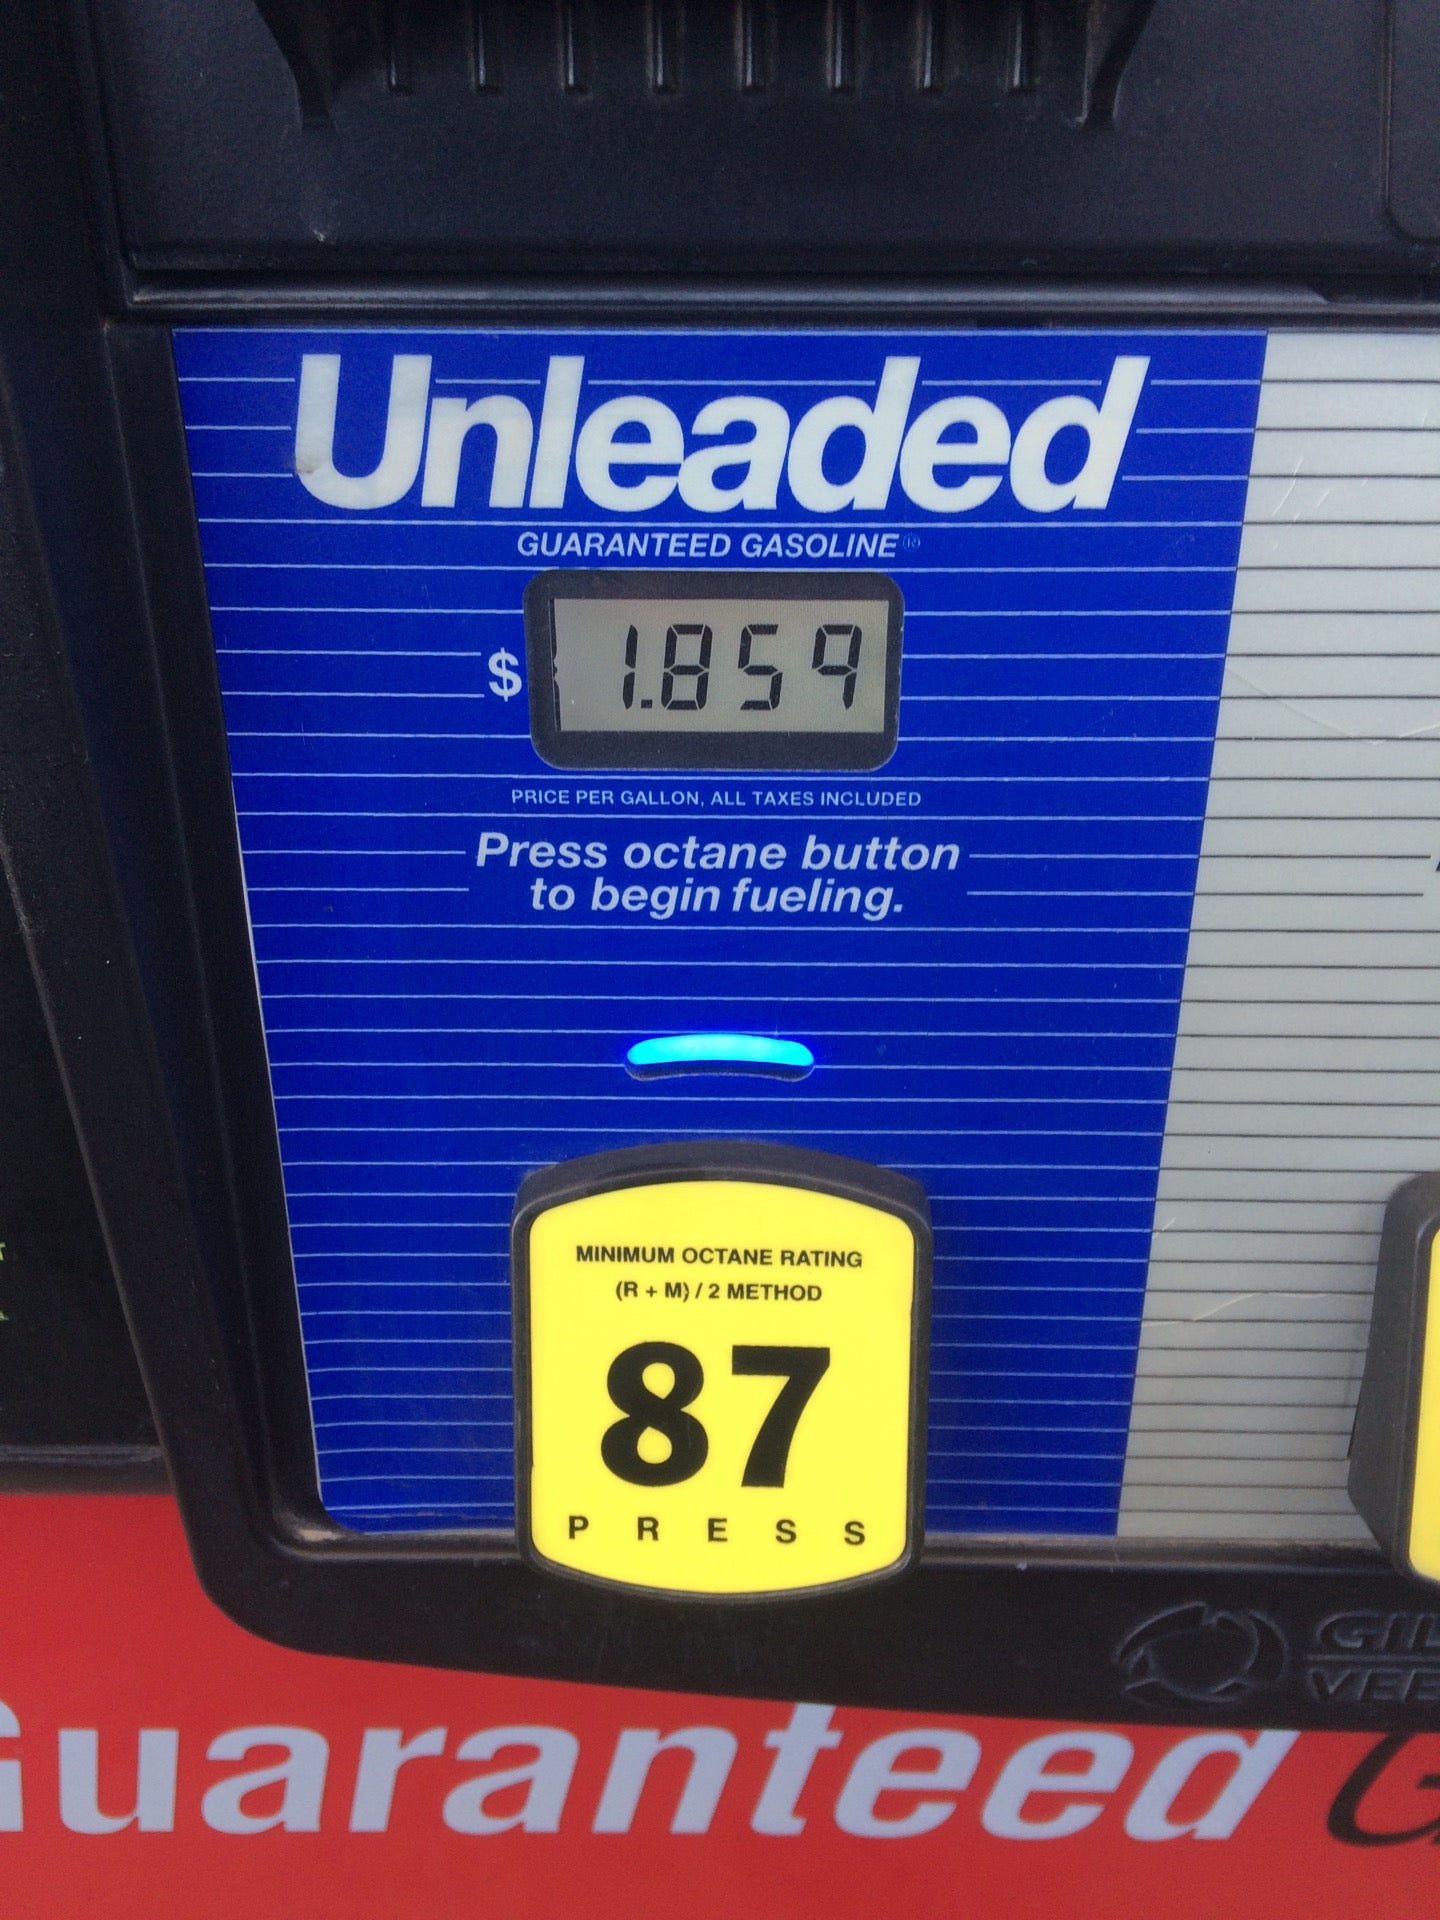 Unleaded
GUARANTEED GASOLINE®
$ 1.859
PRICE PER GALLON, ALL TAXES INCLUDED
Press octane button
to begin fueling.
MINIMUM OCTANE RATING
(R + M) / 2 METHOD
87
PRESS
Guaranteed